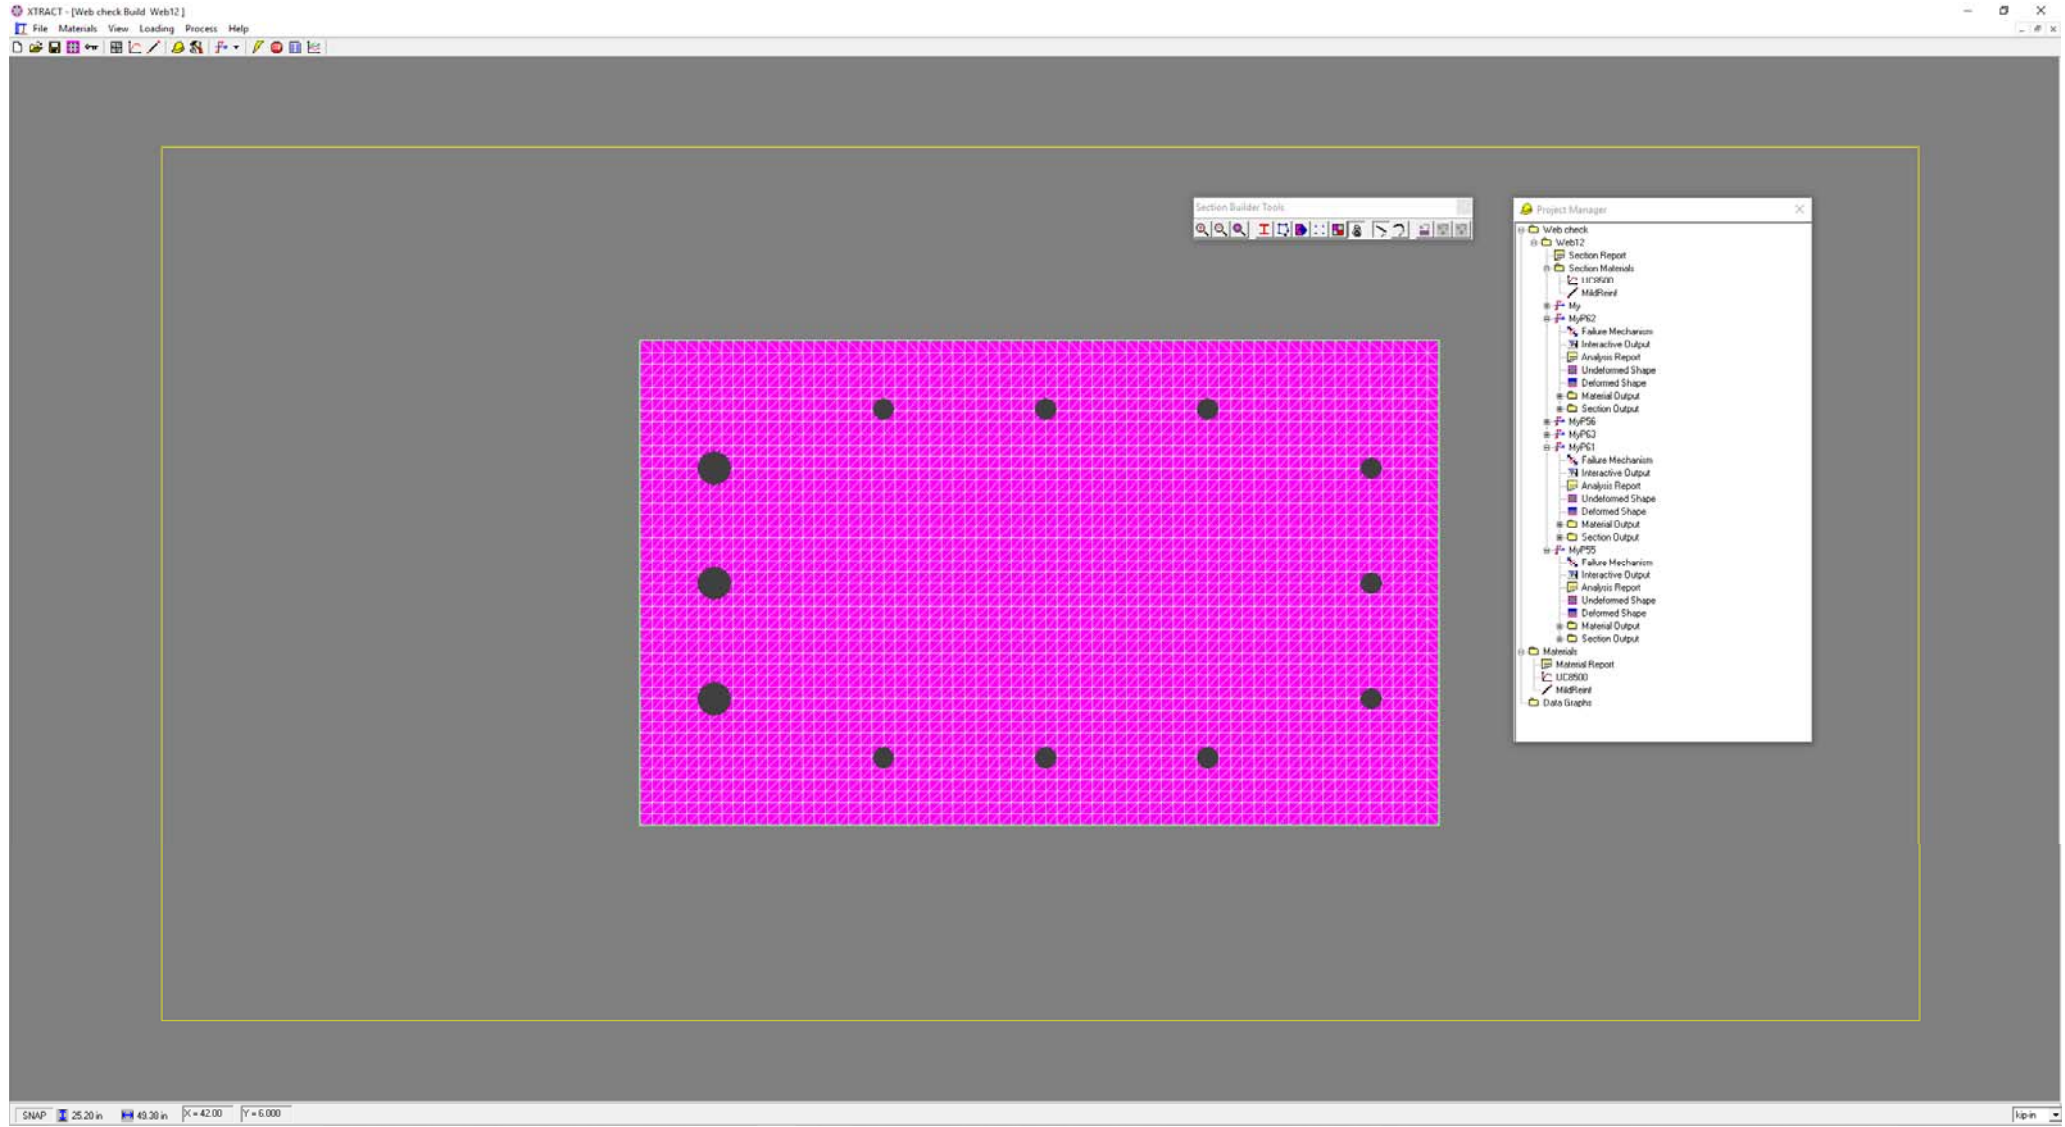 XTRACT - [Web check Build Web12 ]
File Materials View Loading Process Help
Section Builder Tools
Project Manager
Web check
Web12
Section Report
Section Materials
UC8500
MildReinf
My
MyP62
Failure Mechanism
Interactive Output
Analysis Report
Undeformed Shape
Deformed Shape
Material Output
Section Output
MyP56
MyP63
MyP61
Failure Mechanism
Interactive Output
Analysis Report
Undeformed Shape
Deformed Shape
Material Output
Section Output
MyP55
Failure Mechanism
Interactive Output
Analysis Report
Undeformed Shape
Deformed Shape
Material Output
Section Output
Materials
Material Report
UC8500
MildReinf
Data Graphs
SNAP 25.20 in 49.38 in X = 42.00 Y = 6.000 kip-in